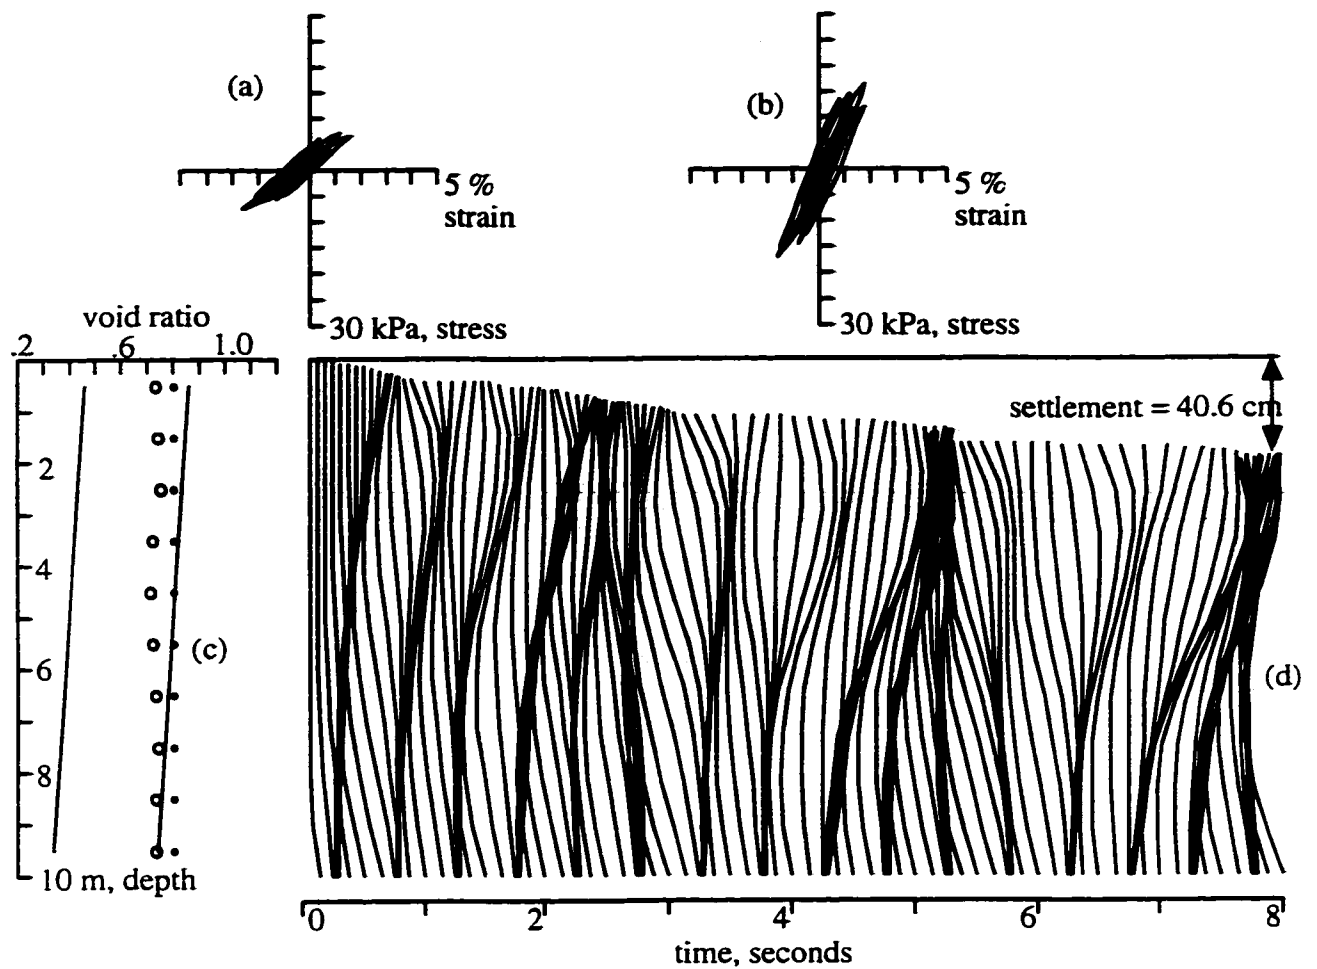 (a)
5 %
strain
30 kPa, stress
(b)
5 %
strain
30 kPa, stress
void ratio
.2 .6 1.0
2
4
6
8
10 m, depth
(c)
settlement = 40.6 cm
(d)
0 2 4 6 8
time, seconds